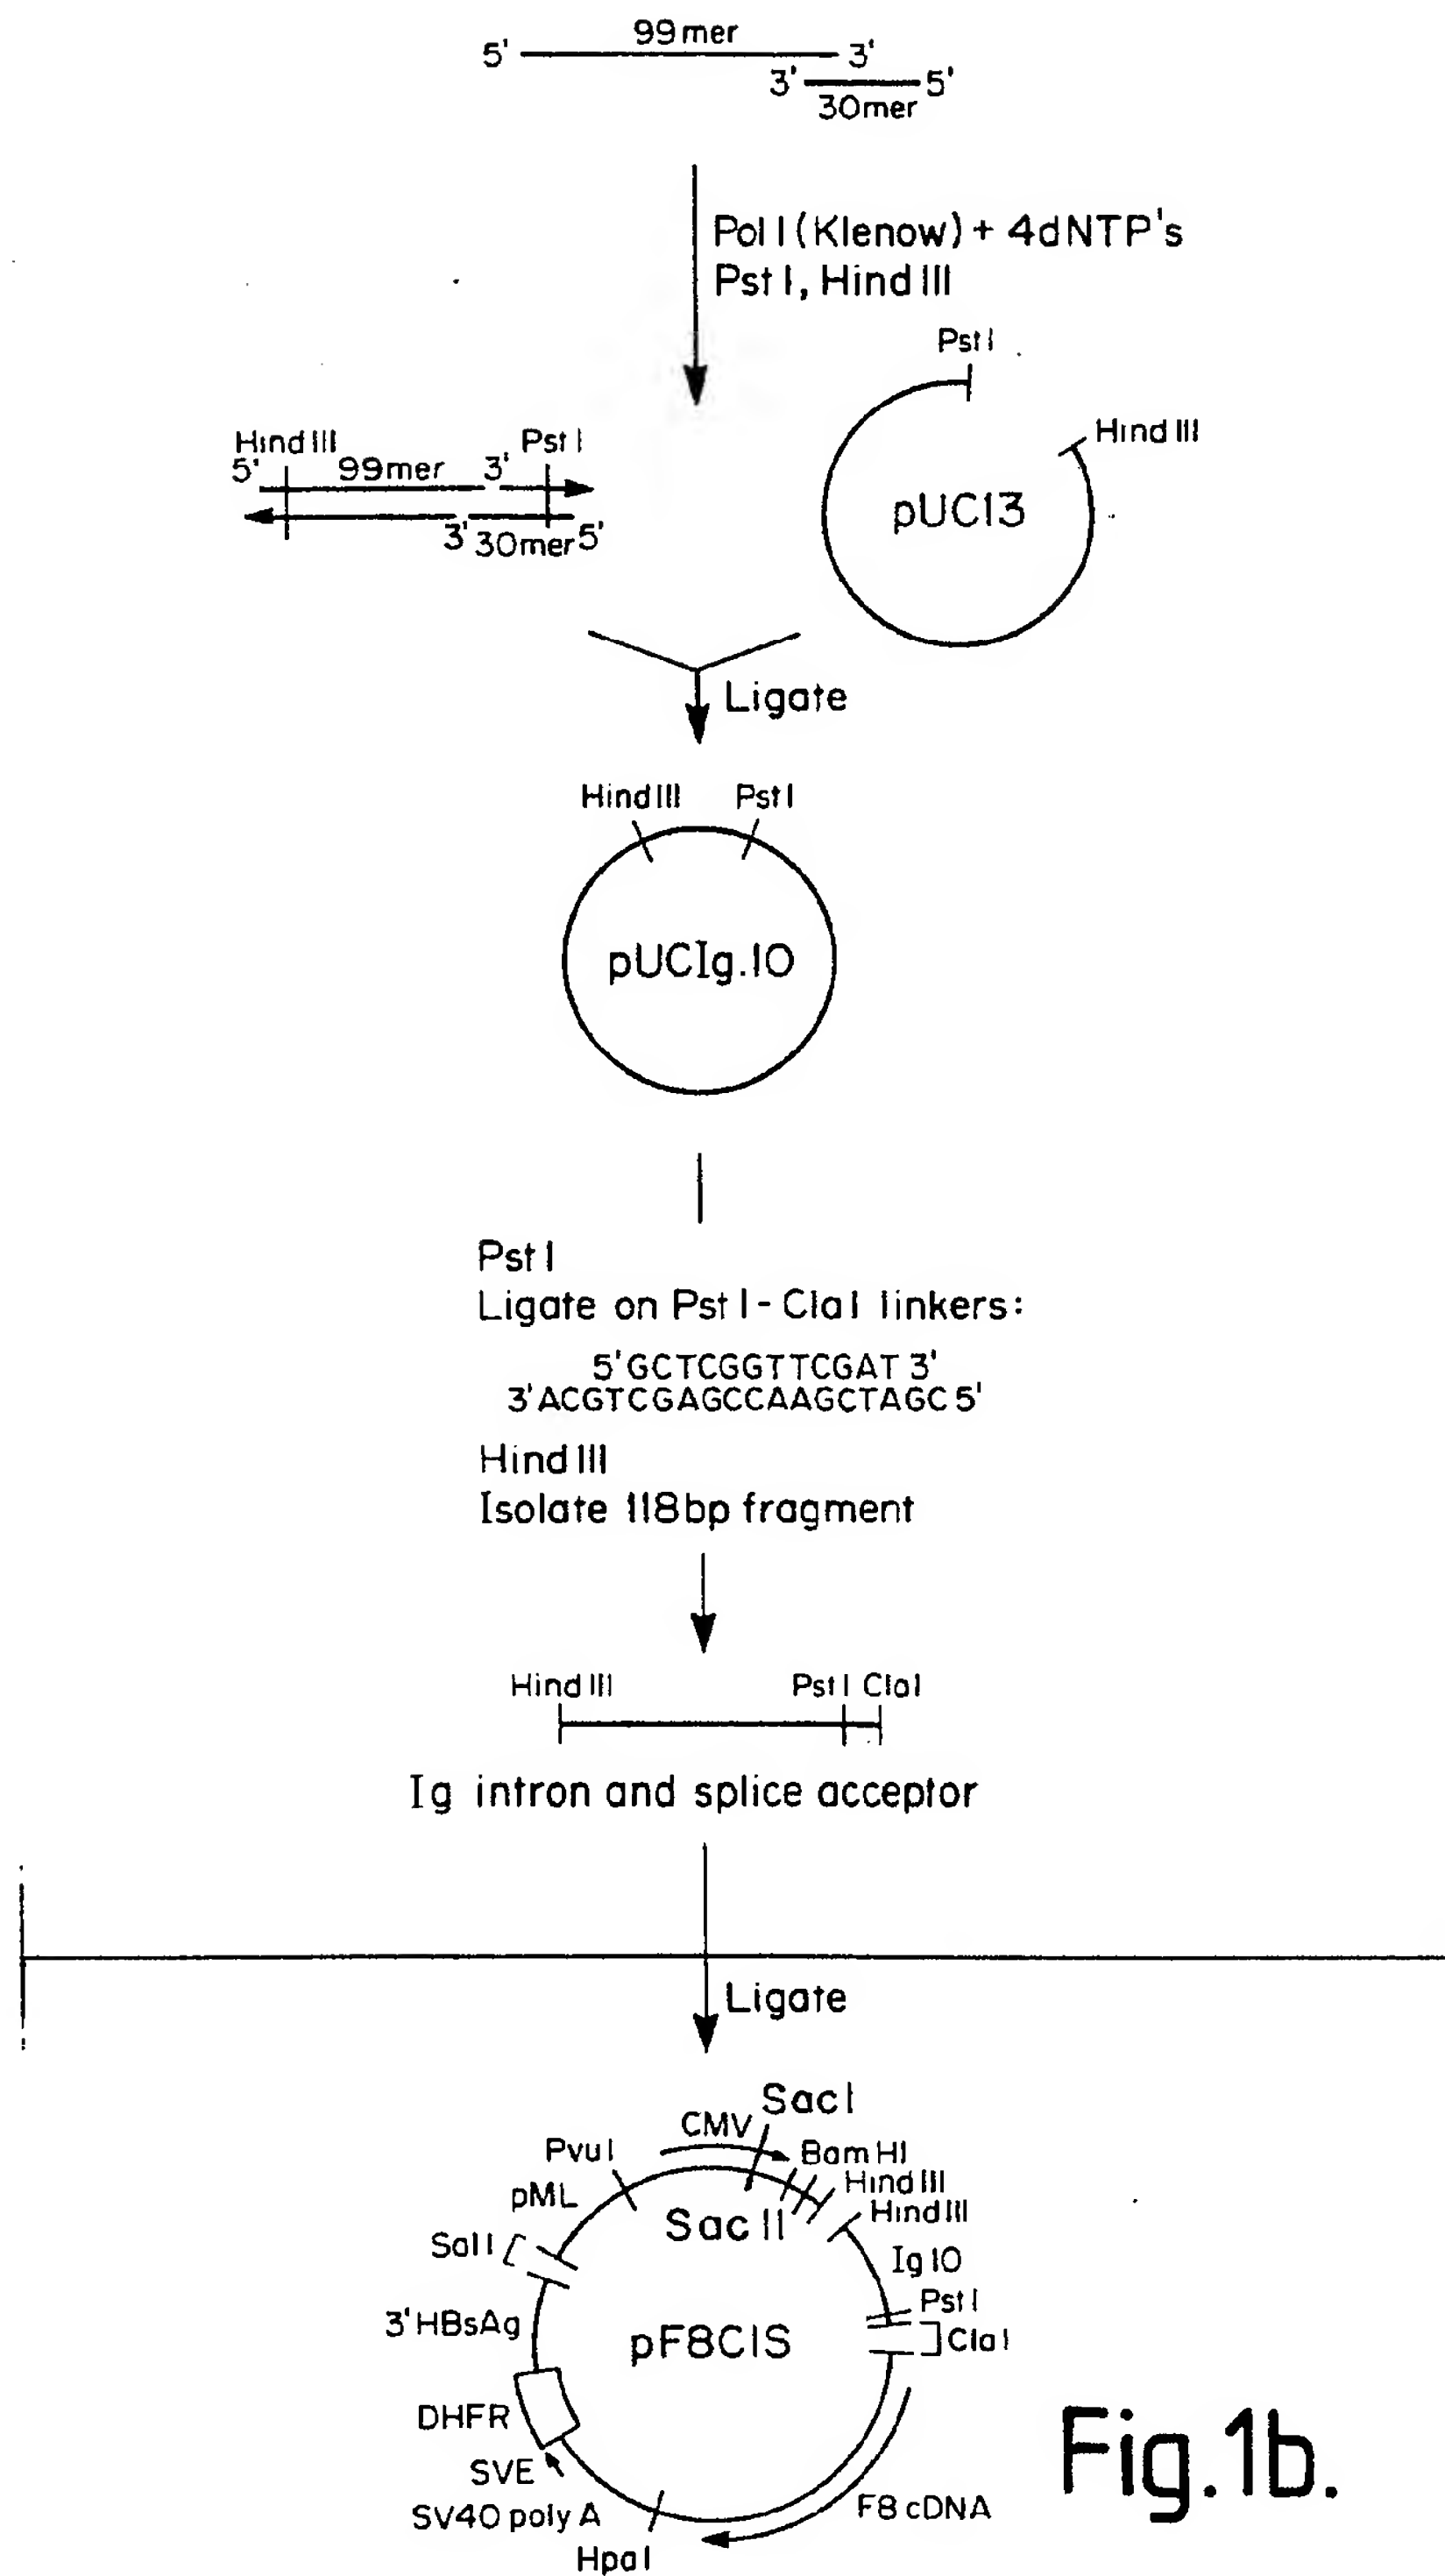 99mer
5' 3'
3' 5'
30mer
Pol I (Klenow) + 4dNTP's
Pst I, Hind III
Pst I
Hind III
pUC13
Hind III Pst I
5' 99mer 3'
3' 30mer 5'
Ligate
Hind III Pst I
pUCIg.10
Pst I
Ligate on Pst I - Cla I linkers:
5'GCTCGGTTCGAT 3'
3'ACGTCGAGCCAAGCTAGC 5'
Hind III
Isolate 118bp fragment
Hind III Pst I Cla I
Ig intron and splice acceptor
Ligate
Sac I
CMV
Pvu I
Bam HI
Hind III
pML
Hind III
Sac II
Sal I
Ig 10
Pst I
3'HBsAg
pF8CIS
Cla I
DHFR
SVE
F8 cDNA
SV40 poly A
Hpa I
Fig.1b.